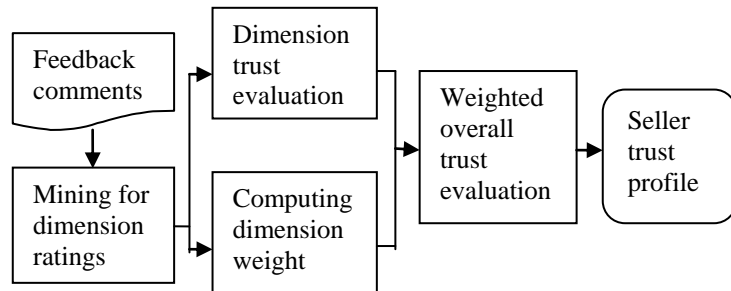 Feedback
comments
Mining for
dimension
ratings
Dimension
trust
evaluation
Computing
dimension
weight
Weighted
overall
trust
evaluation
Seller
trust
profile